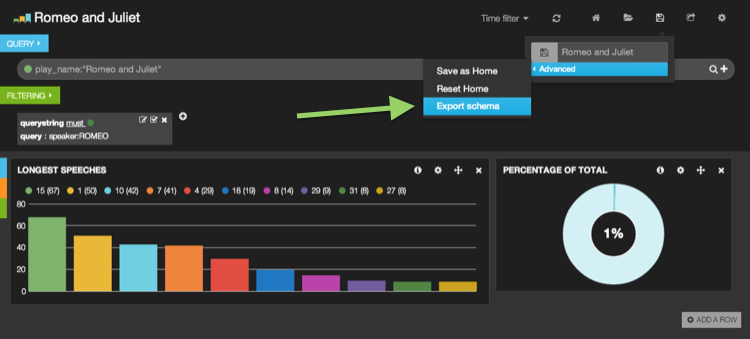 Romeo and Juliet
Time filter
QUERY
Romeo and Juliet
Advanced
play_name:"Romeo and Juliet"
Save as Home
Reset Home
Export schema
FILTERING
querystring must
query : speaker:ROMEO
LONGEST SPEECHES
15 (67) 1 (50) 10 (42) 7 (41) 4 (29) 18 (19) 8 (14) 29 (9) 31 (8) 27 (8)
80
60
40
20
0
PERCENTAGE OF TOTAL
1%
ADD A ROW